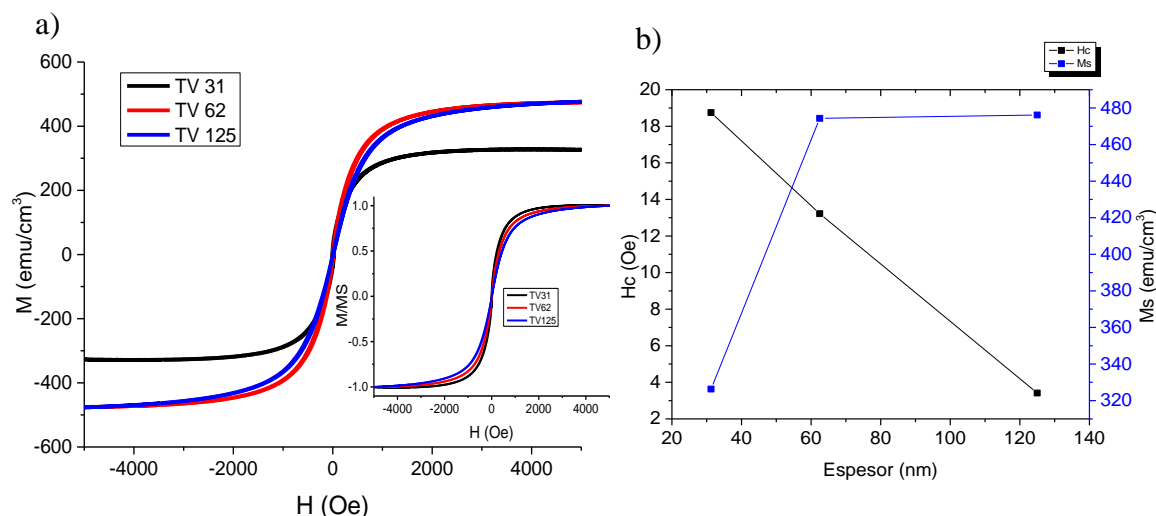 a)
600
400
200
0
-200
-400
-600
M (emu/cm³)
TV 31
TV 62
TV 125
-4000 -2000 0 2000 4000
H (Oe)
1.0
0.5
0.0
-0.5
-1.0
M/MS
TV31
TV62
TV125
-4000 -2000 0 2000 4000
H (Oe)
b)
Hc
Ms
20
18
16
14
12
10
8
6
4
2
Hc (Oe)
20 40 60 80 100 120 140
Espesor (nm)
480
460
440
420
400
380
360
340
320
Ms (emu/cm³)